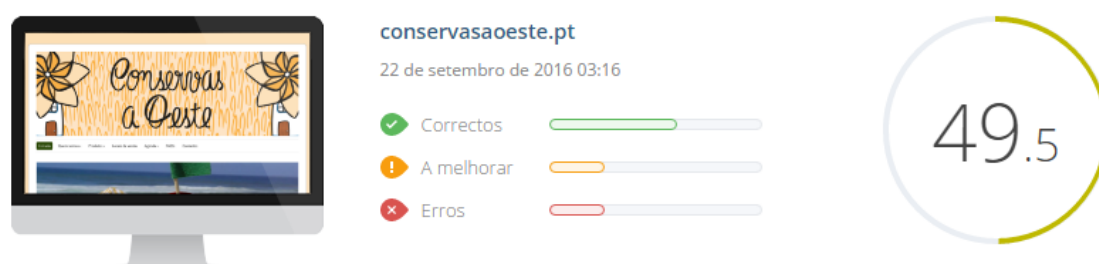 conservasaoeste.pt
22 de setembro de 2016 03:16
Conservas
a Oeste
Correctos
A melhorar
Erros
49.5